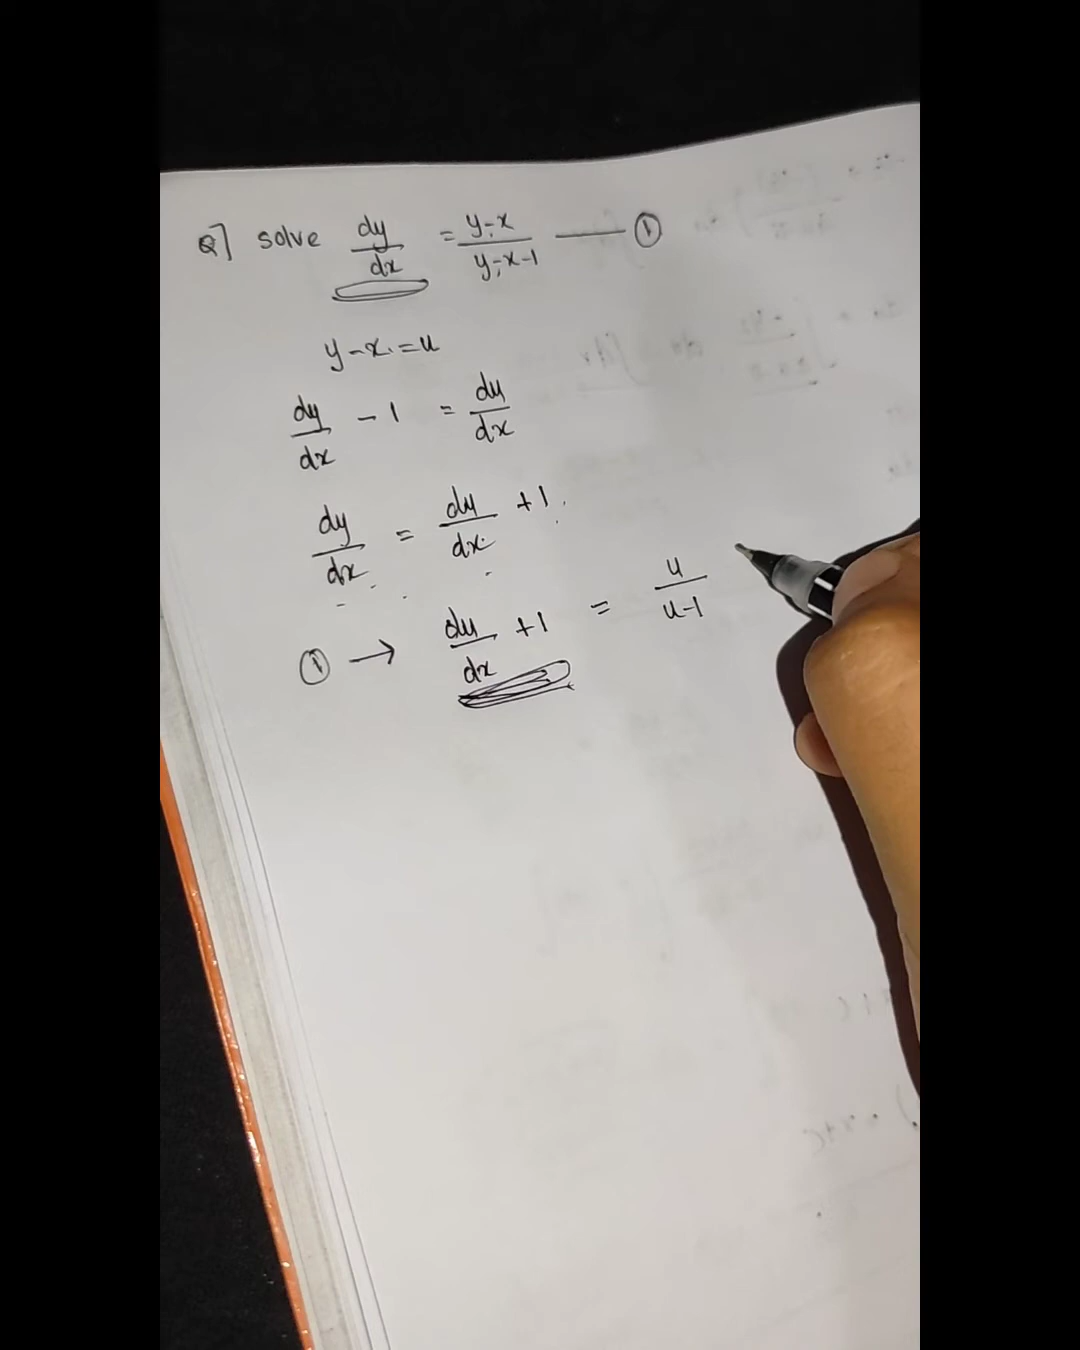 Q] solve dy/dx = y-x/y-x-1 —— ①
y-x = u
dy/dx - 1 = du/dx
dy/dx = du/dx + 1
① → du/dx + 1 = u/u-1